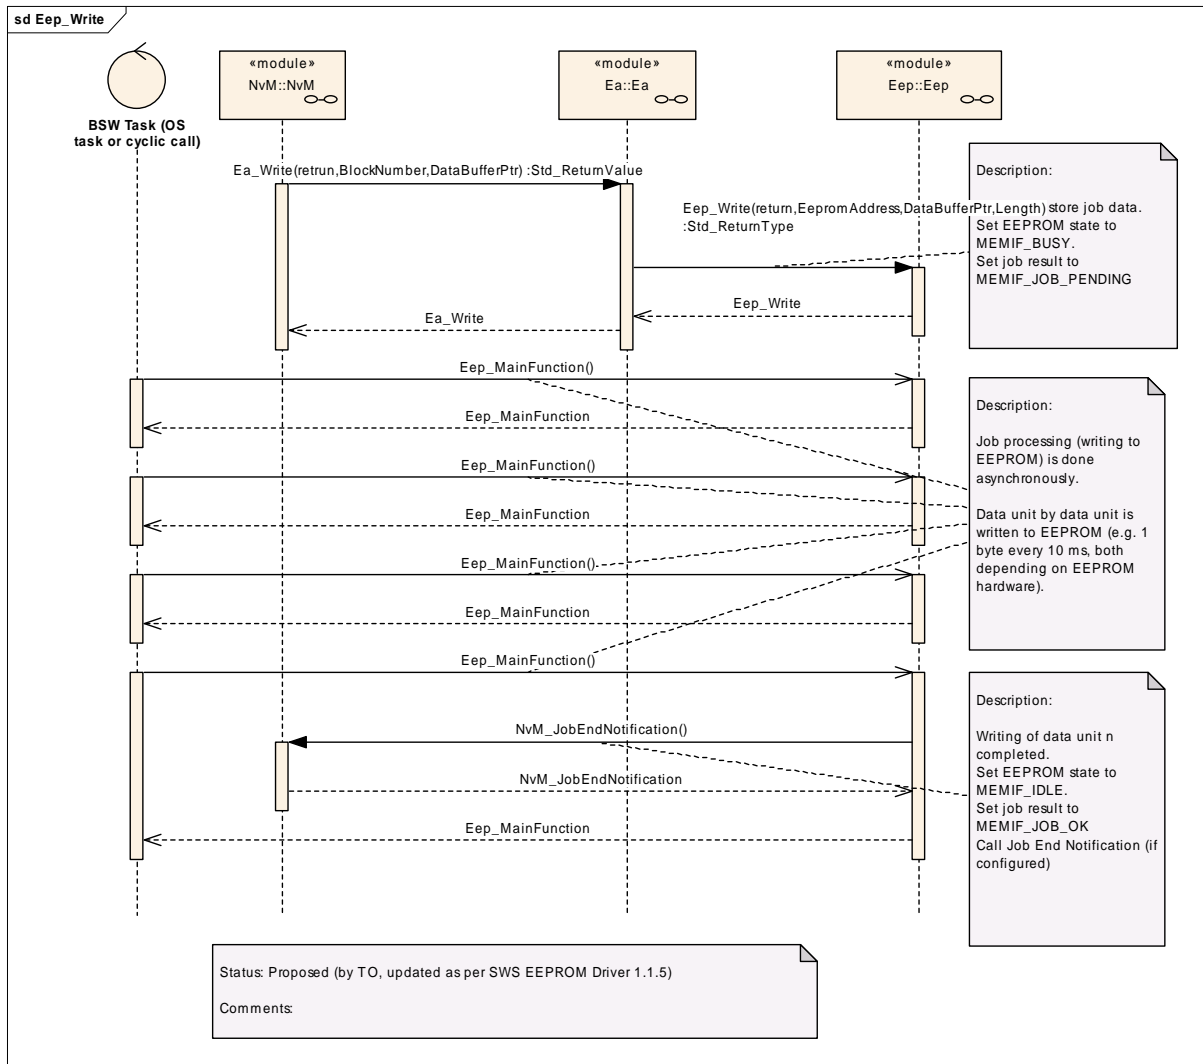 sd Eep_Write
«module»
NvM::NvM
«module»
Ea::Ea
«module»
Eep::Eep
BSW Task (OS
task or cyclic call)
Ea_Write(retrun,BlockNumber,DataBufferPtr) :Std_ReturnValue
Eep_Write(return,EepromAddress,DataBufferPtr,Length)
:Std_ReturnType
Description:
store job data.
Set EEPROM state to
MEMIF_BUSY.
Set job result to
MEMIF_JOB_PENDING
Eep_Write
Ea_Write
Eep_MainFunction()
Eep_MainFunction
Eep_MainFunction()
Eep_MainFunction
Eep_MainFunction()
Eep_MainFunction
Eep_MainFunction()
Description:
Job processing (writing to
EEPROM) is done
asynchronously.
Data unit by data unit is
written to EEPROM (e.g. 1
byte every 10 ms, both
depending on EEPROM
hardware).
NvM_JobEndNotification()
NvM_JobEndNotification
Eep_MainFunction
Description:
Writing of data unit n
completed.
Set EEPROM state to
MEMIF_IDLE.
Set job result to
MEMIF_JOB_OK
Call Job End Notification (if
configured)
Status: Proposed (by TO, updated as per SWS EEPROM Driver 1.1.5)
Comments: